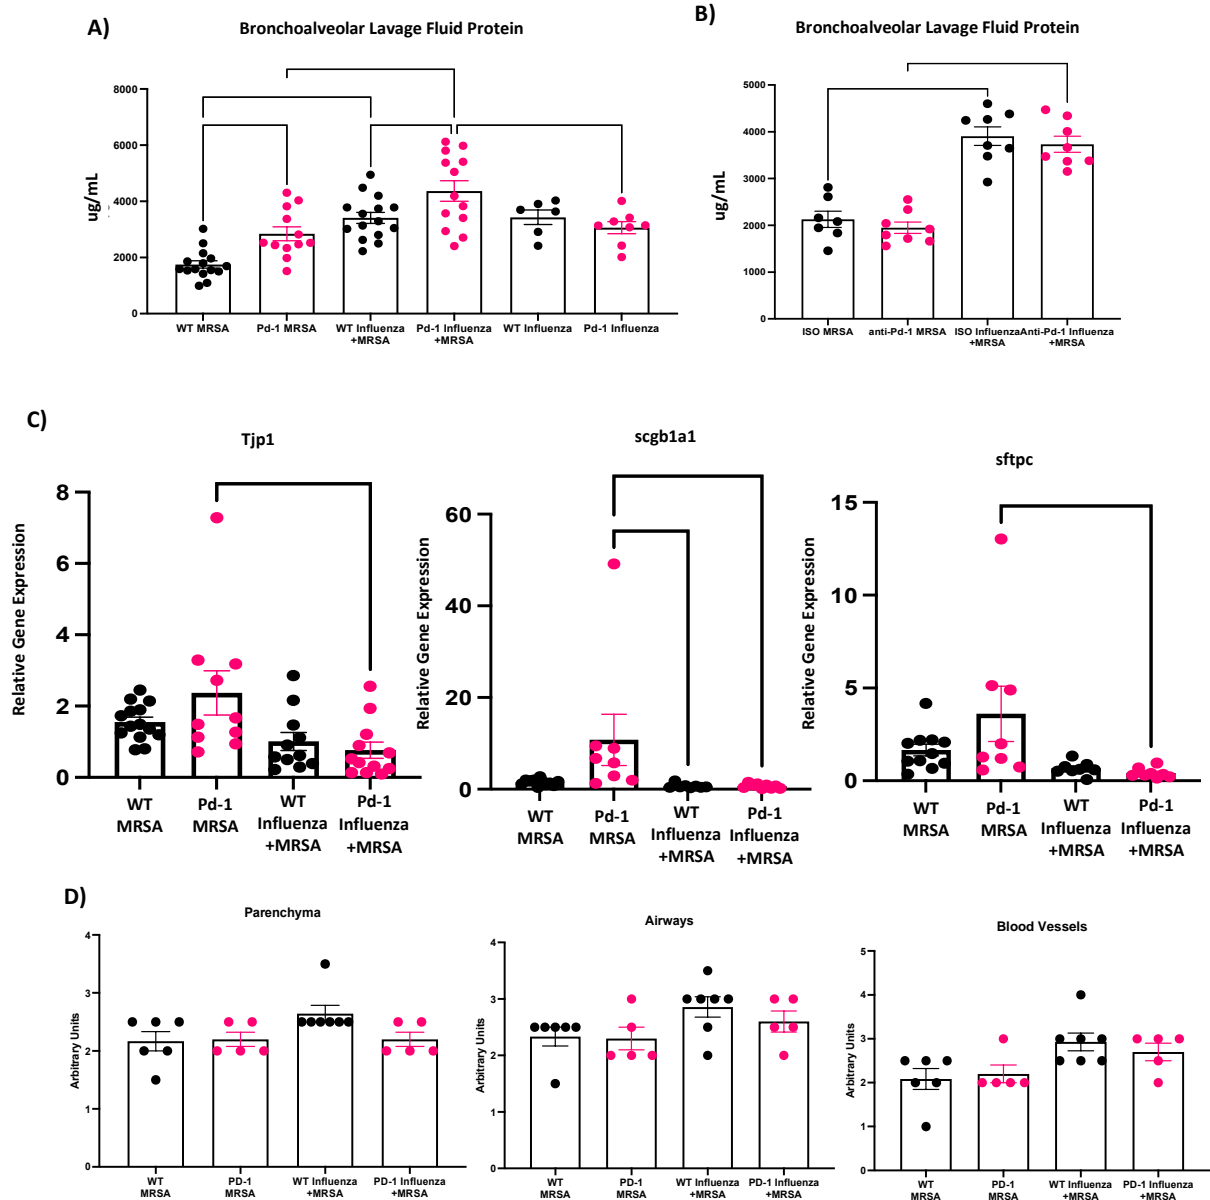 A)
Bronchoalveolar Lavage Fluid Protein
ug/mL
8000
6000
4000
2000
0
WT MRSA
Pd-1 MRSA
WT Influenza
+MRSA
Pd-1 Influenza
+MRSA
WT Influenza
Pd-1 Influenza
B)
Bronchoalveolar Lavage Fluid Protein
ug/mL
5000
4000
3000
2000
1000
0
ISO MRSA
anti-Pd-1 MRSA
ISO Influenza
+MRSA
Anti-Pd-1 Influenza
+MRSA
C)
Tjp1
Relative Gene Expression
8
6
4
2
0
WT
MRSA
Pd-1
MRSA
WT
Influenza
+MRSA
Pd-1
Influenza
+MRSA
scgb1a1
Relative Gene Expression
60
40
20
0
WT
MRSA
Pd-1
MRSA
WT
Influenza
+MRSA
Pd-1
Influenza
+MRSA
sftpc
Relative Gene Expression
15
10
5
0
WT
MRSA
Pd-1
MRSA
WT
Influenza
+MRSA
Pd-1
Influenza
+MRSA
D)
Parenchyma
Arbitrary Units
4
3
2
1
0
WT
MRSA
PD-1
MRSA
WT Influenza
+MRSA
PD-1 Influenza
+MRSA
Airways
Arbitrary Units
4
3
2
1
0
WT
MRSA
PD-1
MRSA
WT Influenza
+MRSA
PD-1 Influenza
+MRSA
Blood Vessels
Arbitrary Units
5
4
3
2
1
0
WT
MRSA
PD-1
MRSA
WT Influenza
+MRSA
PD-1 Influenza
+MRSA